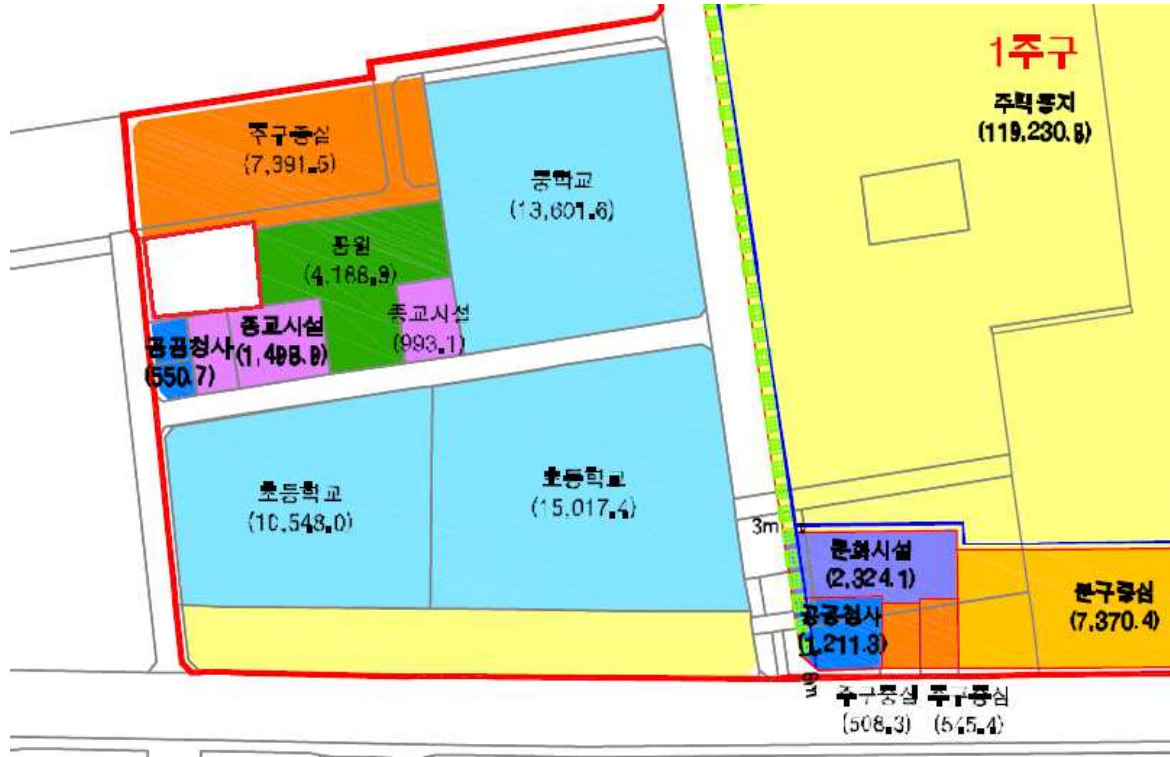 1주구
주택용지
(119,230.8)
주구중심
(7,391.5)
중학교
(13,601.6)
공원
(4,188.9)
종교시설
(993.1)
종교시설
(1,498.9)
공공청사
(550.7)
초등학교
(10,548.0)
초등학교
(15,017.4)
3m
문화시설
(2,324.1)
공공청사
(1,211.3)
분구중심
(7,370.4)
주구중심
(508.3)
주구중심
(545.4)